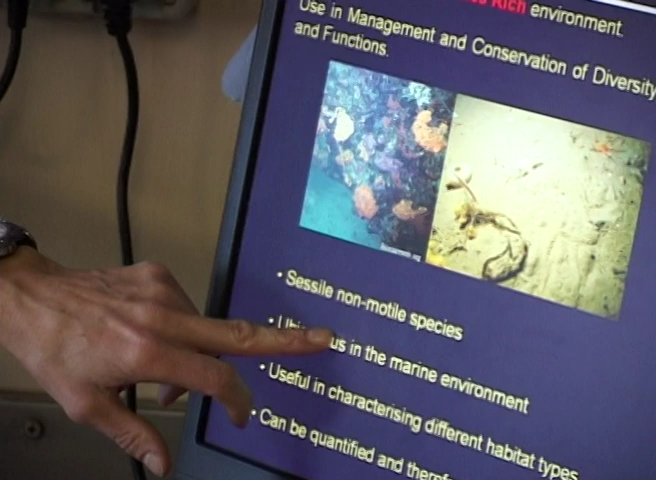 Rich environment.
Use in Management and Conservation of Diversity
and Functions.
• Sessile non-motile species
• us in the marine environment
• Useful in characterising different habitat types
• Can be quantified and theref